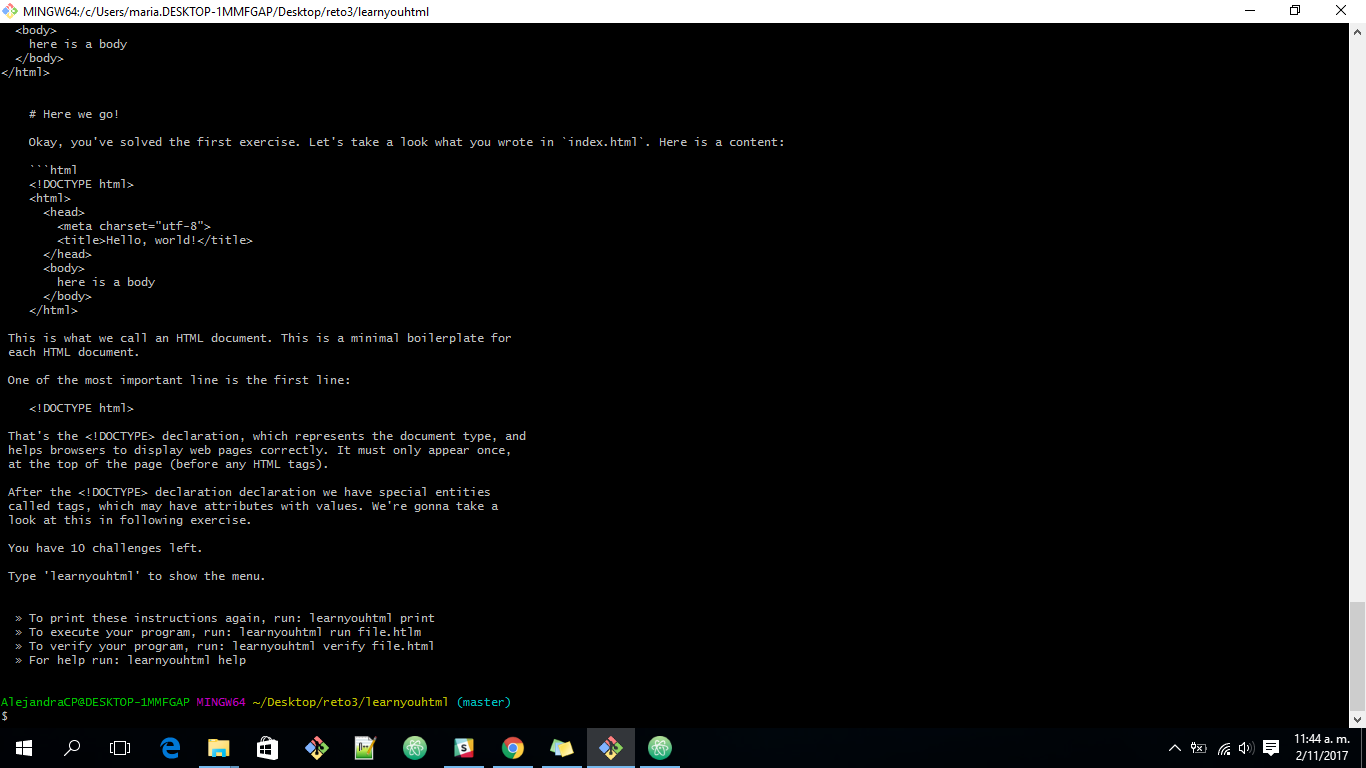 MINGW64:/c/Users/maria.DESKTOP-1MMFGAP/Desktop/reto3/learnyouhtml
<body>
here is a body
</body>
</html>
# Here we go!
Okay, you've solved the first exercise. Let's take a look what you wrote in `index.html`. Here is a content:
```html
<!DOCTYPE html>
<html>
<head>
<meta charset="utf-8">
<title>Hello, world!</title>
</head>
<body>
here is a body
</body>
</html>
This is what we call an HTML document. This is a minimal boilerplate for
each HTML document.
One of the most important line is the first line:
<!DOCTYPE html>
That's the <!DOCTYPE> declaration, which represents the document type, and
helps browsers to display web pages correctly. It must only appear once,
at the top of the page (before any HTML tags).
After the <!DOCTYPE> declaration declaration we have special entities
called tags, which may have attributes with values. We're gonna take a
look at this in following exercise.
You have 10 challenges left.
Type 'learnyouhtml' to show the menu.
» To print these instructions again, run: learnyouhtml print
» To execute your program, run: learnyouhtml run file.htlm
» To verify your program, run: learnyouhtml verify file.html
» For help run: learnyouhtml help
AlejandraCP@DESKTOP-1MMFGAP MINGW64 ~/Desktop/reto3/learnyouhtml (master)
$
11:44 a. m.
2/11/2017